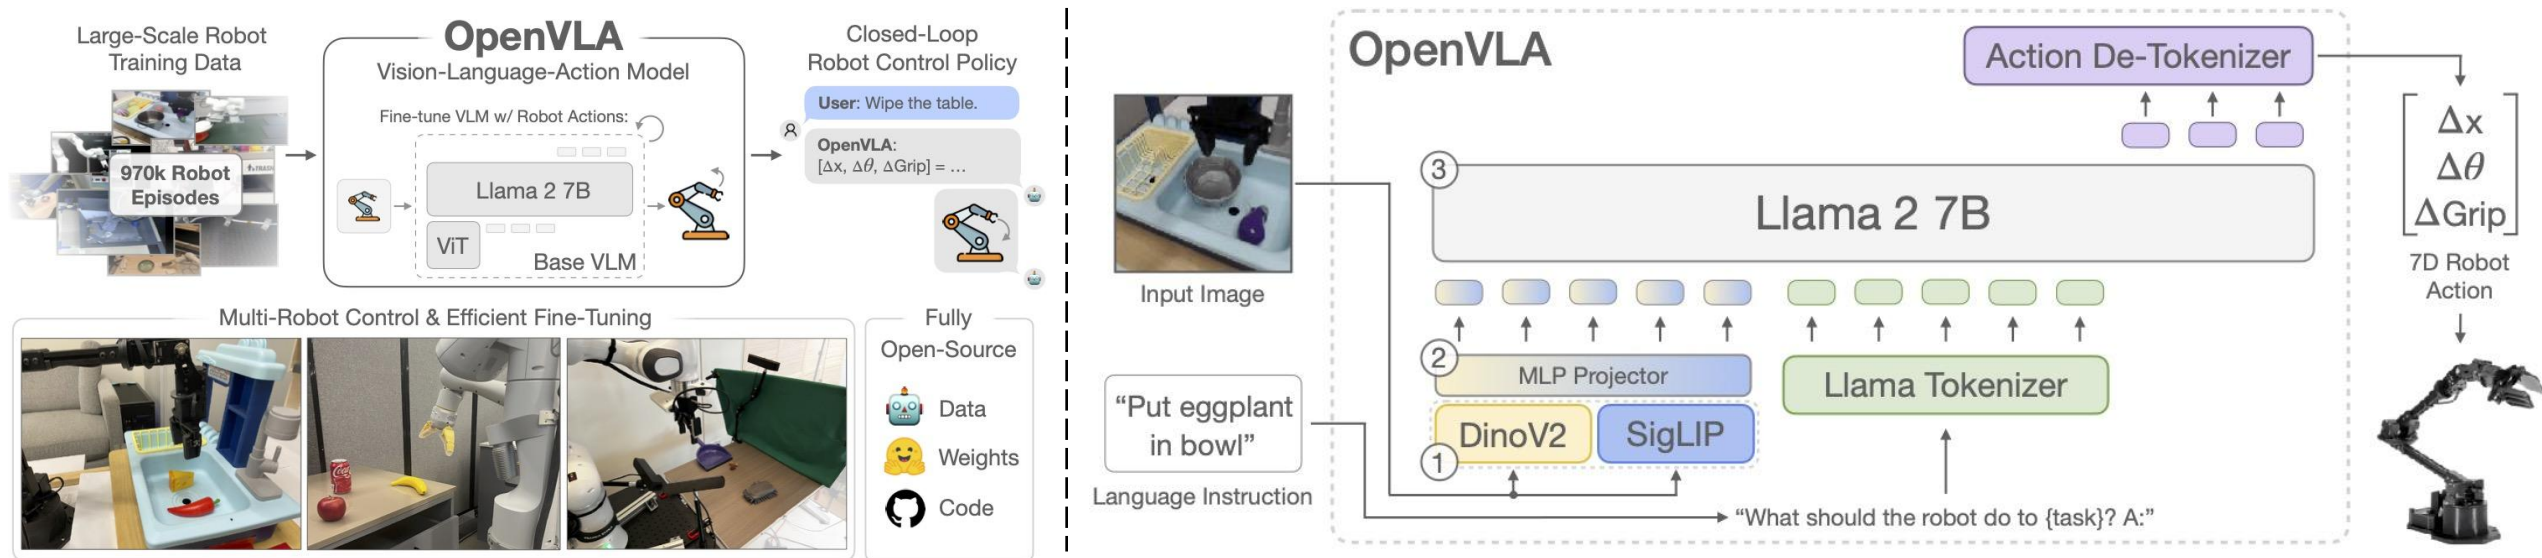 Large-Scale Robot
Training Data
970k Robot
Episodes
OpenVLA
Vision-Language-Action Model
Fine-tune VLM w/ Robot Actions:
Llama 2 7B
ViT
Base VLM
Closed-Loop
Robot Control Policy
User: Wipe the table.
OpenVLA:
[Δx, Δθ, ΔGrip] = ...
Multi-Robot Control & Efficient Fine-Tuning
Fully
Open-Source
Data
Weights
Code
OpenVLA
Input Image
“Put eggplant
in bowl”
Language Instruction
Action De-Tokenizer
3
Llama 2 7B
2
MLP Projector
Llama Tokenizer
1
DinoV2
SigLIP
“What should the robot do to {task}? A:”
Δx
Δθ
ΔGrip
7D Robot
Action